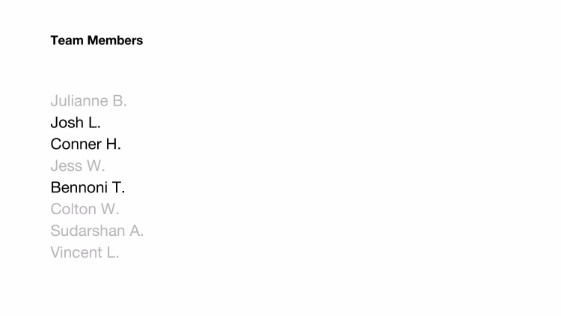 Team Members
Julianne B.
Josh L.
Conner H.
Jess W.
Bennoni T.
Colton W.
Sudarshan A.
Vincent L.